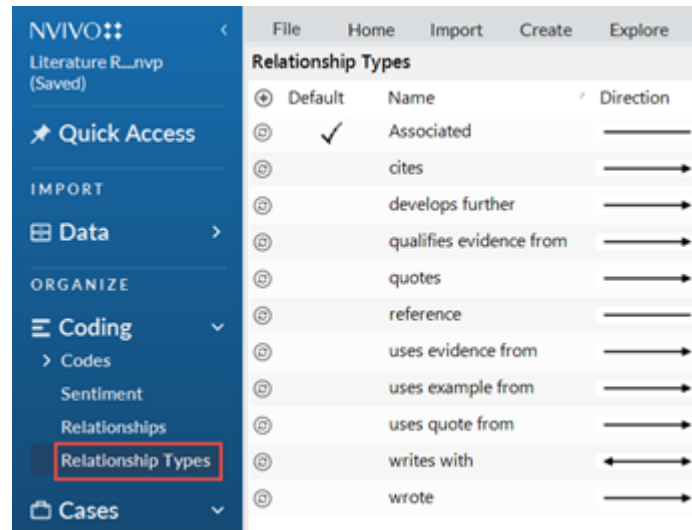 NVIVO
Literature R...nvp
(Saved)
Quick Access
IMPORT
Data
ORGANIZE
Coding
Codes
Sentiment
Relationships
Relationship Types
Cases
File Home Import Create Explore
Relationship Types
Default Name Direction
Associated
cites
develops further
qualifies evidence from
quotes
reference
uses evidence from
uses example from
uses quote from
writes with
wrote